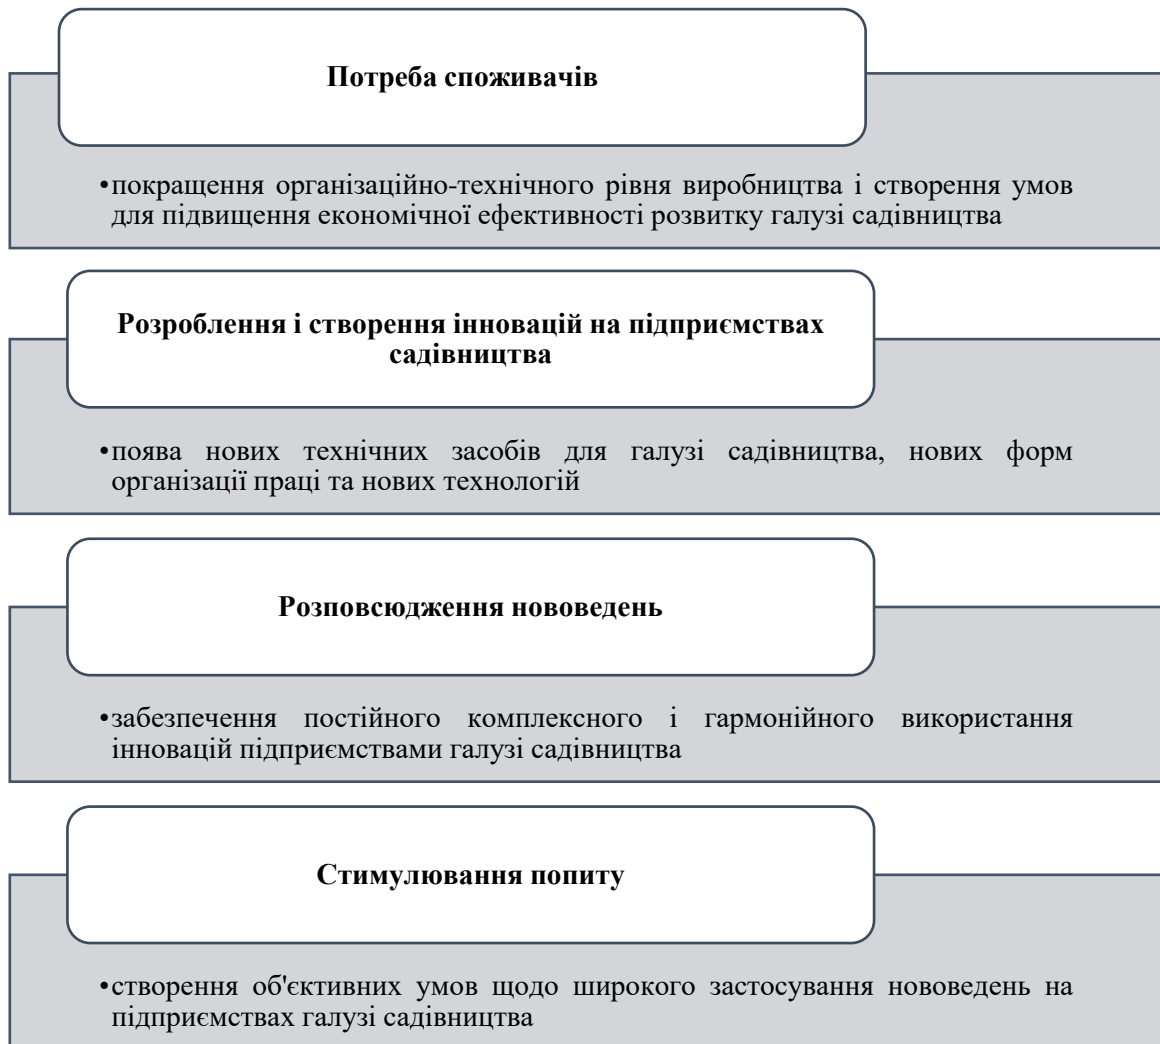 Потреба споживачів
•покращення організаційно-технічного рівня виробництва і створення умов
для підвищення економічної ефективності розвитку галузі садівництва
Розроблення і створення інновацій на підприємствах
садівництва
•поява нових технічних засобів для галузі садівництва, нових форм
організації праці та нових технологій
Розповсюдження нововедень
•забезпечення постійного комплексного і гармонійного використання
інновацій підприємствами галузі садівництва
Стимулювання попиту
•створення об'єктивних умов щодо широкого застосування нововедень на
підприємствах галузі садівництва